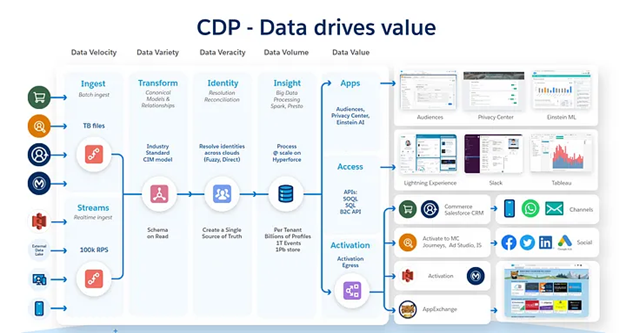 CDP - Data drives value
Data Velocity
Data Variety
Data Veracity
Data Volume
Data Value
Ingest
Batch ingest
TB files
Streams
Realtime ingest
100k RPS
External
Data
Lake
Transform
Canonical
Models &
Relationships
Industry
Standard
CIM model
Schema
on Read
Identity
Resolution
Reconciliation
Resolve identities
across clouds
(Fuzzy, Direct)
Create a Single
Source of Truth
Insight
Big Data
Processing
Spark, Presto
Process
@ scale on
Hyperforce
Per Tenant
Billions of Profiles
1T Events
1Pb store
Apps
Audiences,
Privacy Center,
Einstein AI
Access
APIs:
SOQL
SQL
B2C API
Activation
Activation
Egress
Audiences
Privacy Center
Einstein ML
Lightning Experience
Slack
Tableau
Commerce
Salesforce CRM
Channels
Activate to MC
Journeys, Ad Studio, JS
Social
Activation
AppExchange